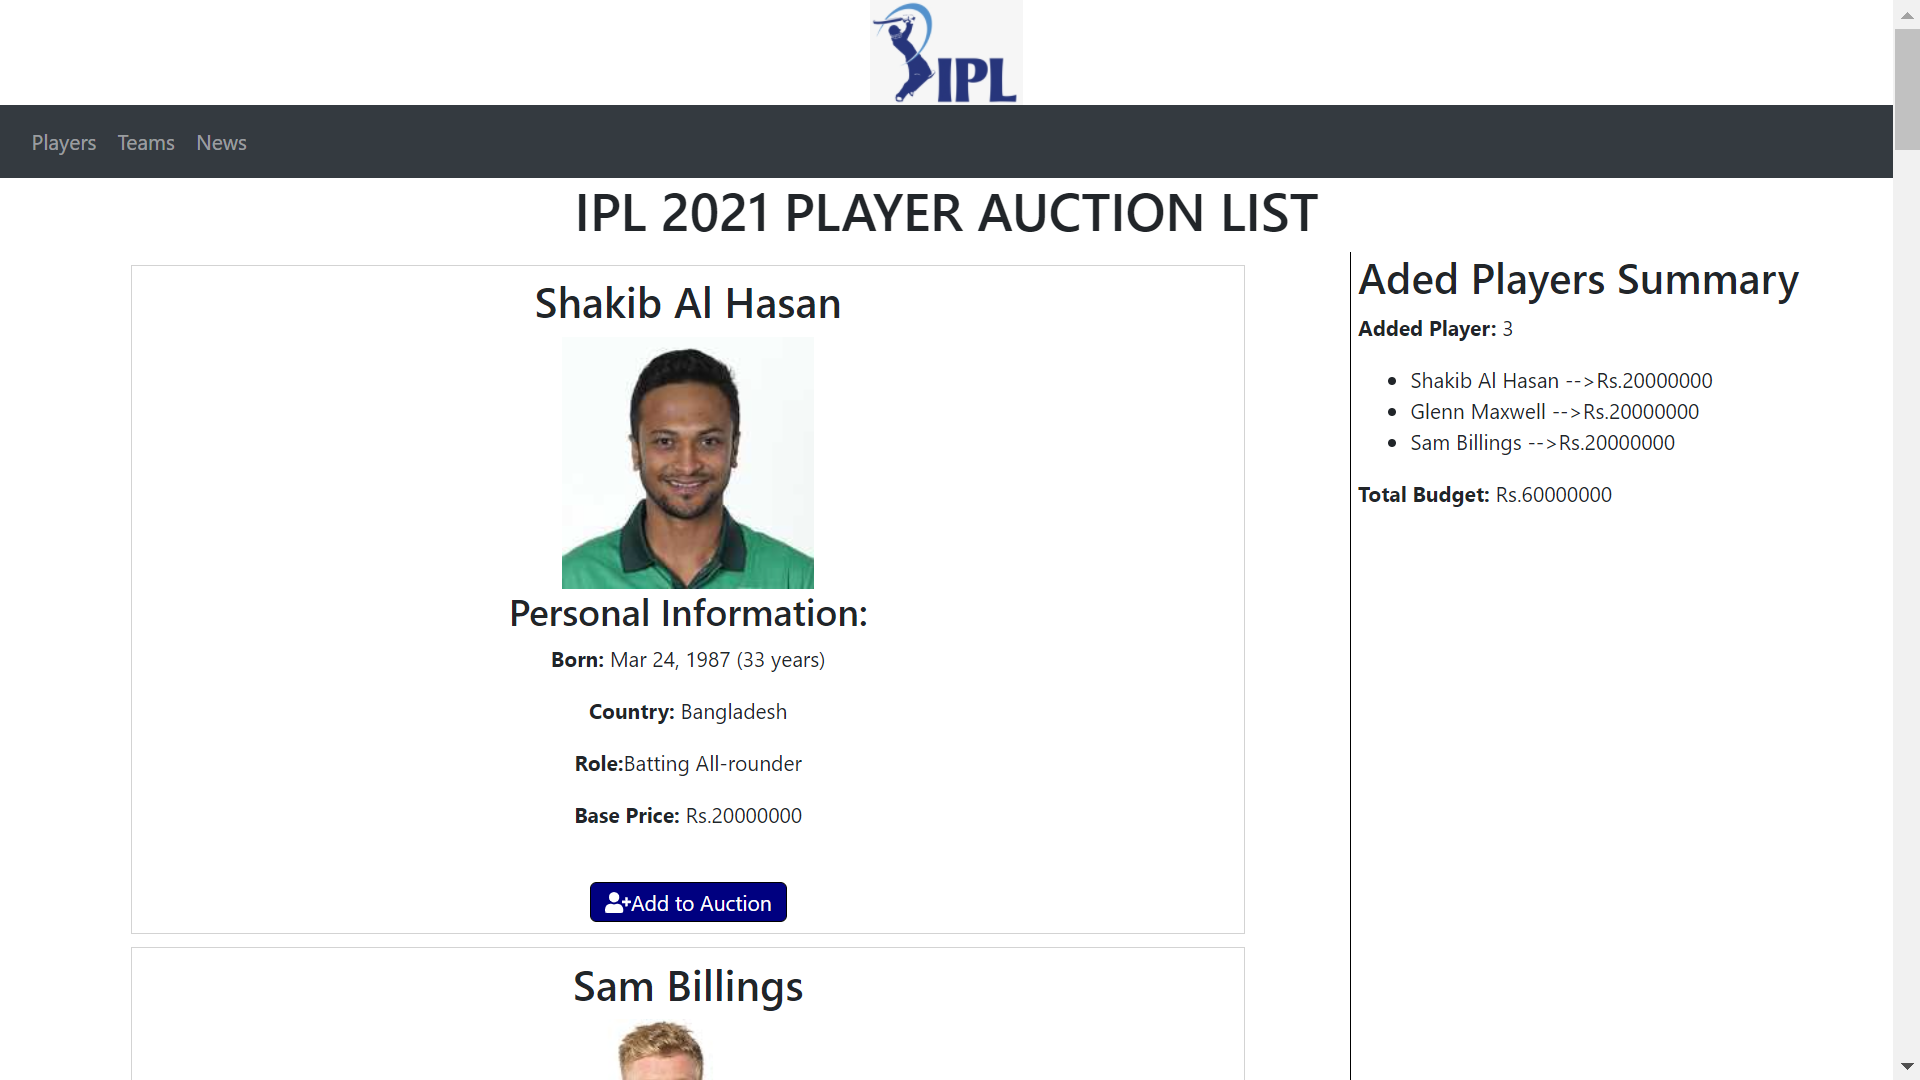 IPL
Players Teams News
IPL 2021 PLAYER AUCTION LIST
Shakib Al Hasan
Personal Information:
Born: Mar 24, 1987 (33 years)
Country: Bangladesh
Role:Batting All-rounder
Base Price: Rs.20000000
Add to Auction
Sam Billings
Aded Players Summary
Added Player: 3
Shakib Al Hasan -->Rs.20000000
Glenn Maxwell -->Rs.20000000
Sam Billings -->Rs.20000000
Total Budget: Rs.60000000